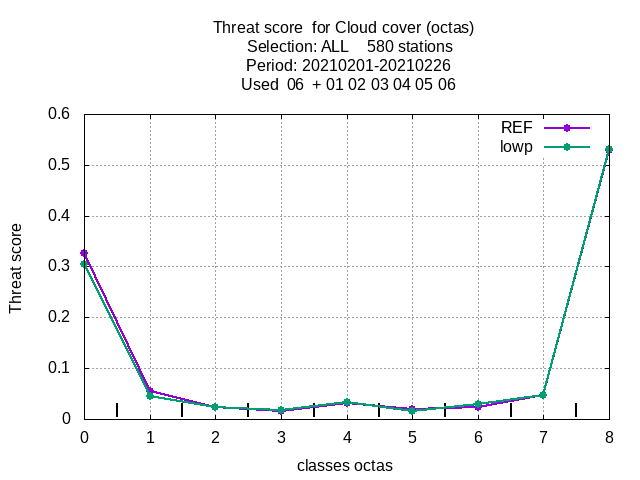 Threat score  for Cloud cover (octas)
Selection: ALL    580 stations
Period: 20210201-20210226
Used  06  + 01 02 03 04 05 06
0.6
REF
lowp
0.5
0.4
0.3
0.2
0.1
0
Threat score
0 1 2 3 4 5 6 7 8
classes octas